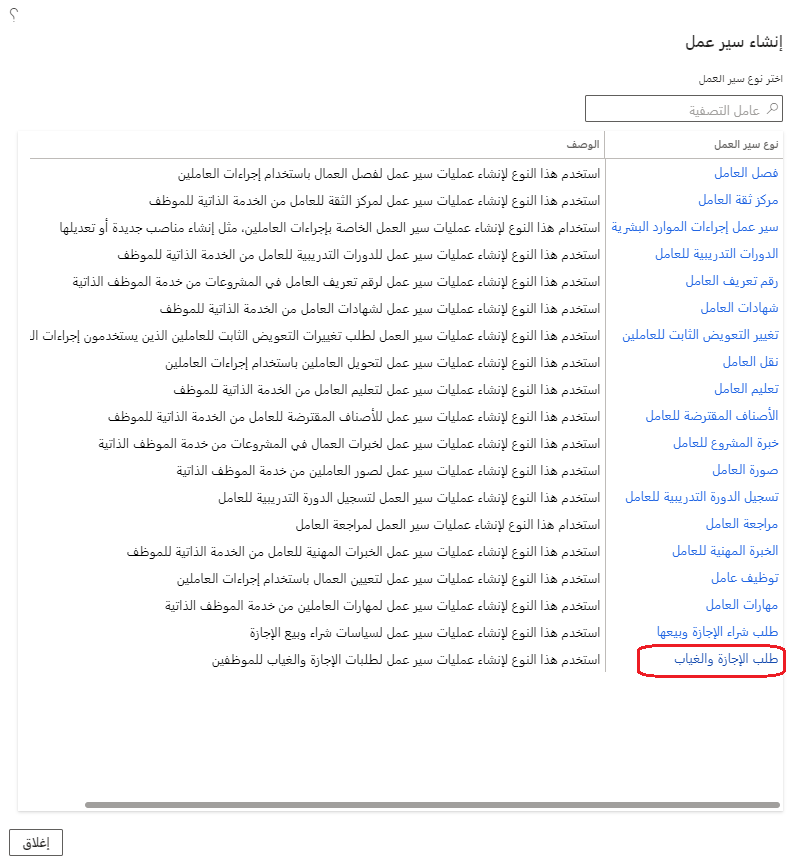 ؟
إنشاء سير عمل
اختر نوع سير العمل
عامل التصفية
نوع سير العمل الوصف
فصل العامل استخدم هذا النوع لإنشاء عمليات سير عمل لفصل العمال باستخدام إجراءات العاملين
مركز ثقة العامل استخدم هذا النوع لإنشاء عمليات سير عمل لمركز الثقة للعامل من الخدمة الذاتية للموظف
سير عمل إجراءات الموارد البشرية استخدام هذا النوع لإنشاء عمليات سير العمل الخاصة بإجراءات العاملين، مثل إنشاء مناصب جديدة أو تعديلها
الدورات التدريبية للعامل استخدم هذا النوع لإنشاء عمليات سير عمل للدورات التدريبية للعامل من الخدمة الذاتية للموظف
رقم تعريف العامل استخدم هذا النوع لإنشاء عمليات سير عمل لرقم تعريف العامل في المشروعات من خدمة الموظف الذاتية
شهادات العامل استخدم هذا النوع لإنشاء عمليات سير عمل لشهادات العامل من الخدمة الذاتية للموظف
تغيير التعويض الثابت للعاملين استخدم هذا النوع لإنشاء عمليات سير العمل لطلب تغييرات التعويض الثابت للعاملين الذين يستخدمون إجراءات الـ
نقل العامل استخدم هذا النوع لإنشاء عمليات سير عمل لتحويل العاملين باستخدام إجراءات العاملين
تعليم العامل استخدم هذا النوع لإنشاء عمليات سير عمل لتعليم العامل من الخدمة الذاتية للموظف
الأصناف المقترضة للعامل استخدم هذا النوع لإنشاء عمليات سير عمل للأصناف المقترضة للعامل من الخدمة الذاتية للموظف
خبرة المشروع للعامل استخدم هذا النوع لإنشاء عمليات سير عمل لخبرات العمال في المشروعات من خدمة الموظف الذاتية
صورة العامل استخدم هذا النوع لإنشاء عمليات سير عمل لصور العاملين من خدمة الموظف الذاتية
تسجيل الدورة التدريبية للعامل استخدم هذا النوع لإنشاء عمليات سير العمل لتسجيل الدورة التدريبية للعامل
مراجعة العامل استخدام هذا النوع لإنشاء عمليات سير العمل لمراجعة العامل
الخبرة المهنية للعامل استخدم هذا النوع لإنشاء عمليات سير عمل الخبرات المهنية للعامل من الخدمة الذاتية للموظف
توظيف عامل استخدم هذا النوع لإنشاء عمليات سير عمل لتعيين العمال باستخدام إجراءات العاملين
مهارات العامل استخدم هذا النوع لإنشاء عمليات سير عمل لمهارات العاملين من خدمة الموظف الذاتية
طلب شراء الإجازة وبيعها استخدم هذا النوع لإنشاء عمليات سير عمل لسياسات شراء وبيع الإجازة
طلب الإجازة والغياب استخدم هذا النوع لإنشاء عمليات سير عمل لطلبات الإجازة والغياب للموظفين
إغلاق